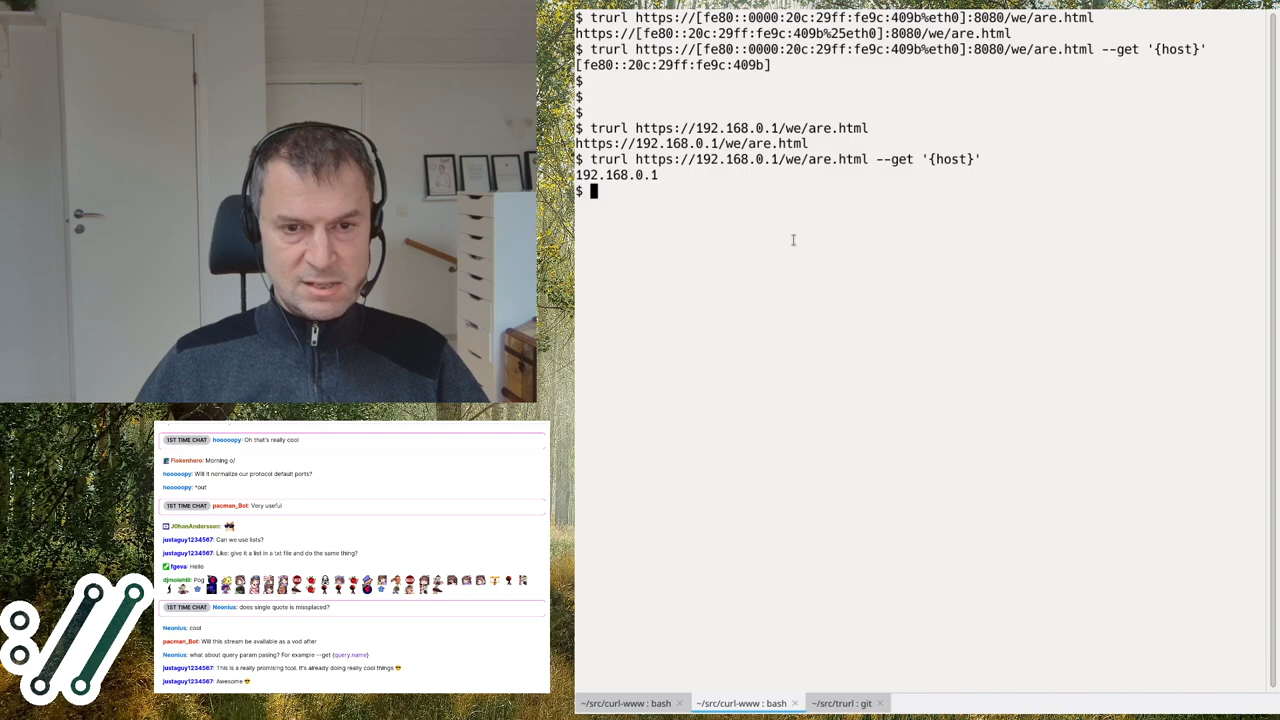 $ trurl https://[fe80::0000:20c:29ff:fe9c:409b%eth0]:8080/we/are.html
https://[fe80::20c:29ff:fe9c:409b%25eth0]:8080/we/are.html
$ trurl https://[fe80::0000:20c:29ff:fe9c:409b%eth0]:8080/we/are.html --get '{host}'
[fe80::20c:29ff:fe9c:409b]
$
$
$
$ trurl https://192.168.0.1/we/are.html
https://192.168.0.1/we/are.html
$ trurl https://192.168.0.1/we/are.html --get '{host}'
192.168.0.1
$
1ST TIME CHAT hooooopy: Oh that's really cool
Fiskenhero: Morning o/
hooooopy: Will it normalize our protocol default ports?
hooooopy: *out
1ST TIME CHAT pacman_Bot: Very useful
J0hanAndersson:
justaguy1234567: Can we use lists?
justaguy1234567: Like: give it a list in a txt file and do the same thing?
fgeva: Hello
djmolehill: Pog
1ST TIME CHAT Neonius: does single quote is missplaced?
Neonius: cool
pacman_Bot: Will this stream be available as a vod after
Neonius: what about query param pasing? For example --get {query.name}
justaguy1234567: This is a really promising tool. It's already doing really cool things 😎
justaguy1234567: Awesome 😎
~/src/curl-www : bash
~/src/curl-www : bash
~/src/trurl : git